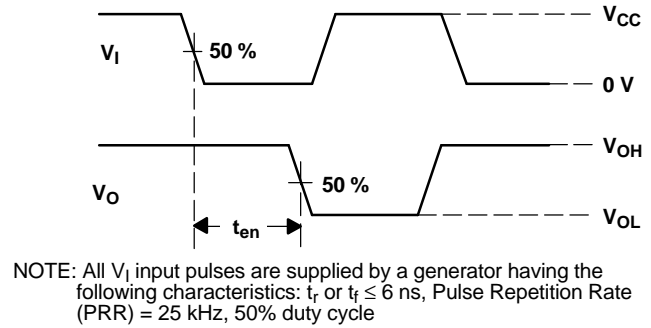 V_CC
V_I
50 %
0 V
V_OH
V_O
50 %
t_en
V_OL
NOTE: All V_I input pulses are supplied by a generator having the
following characteristics: t_r or t_f ≤ 6 ns, Pulse Repetition Rate
(PRR) = 25 kHz, 50% duty cycle